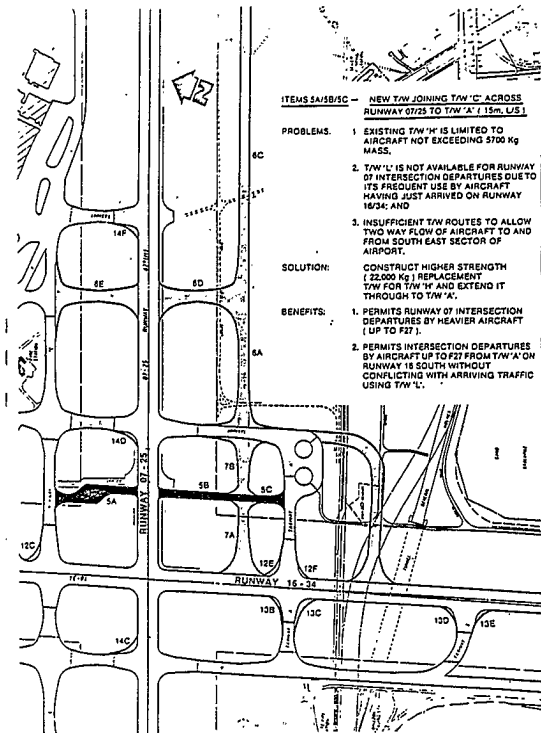 N
ITEMS 5A/5B/5C — NEW T/W JOINING T/W 'C' ACROSS
RUNWAY 07/25 TO T/W 'A' ( 15m. L/S )
PROBLEMS. 1 EXISTING T/W 'H' IS LIMITED TO
AIRCRAFT NOT EXCEEDING 5700 Kg
MASS,
2. T/W 'L' IS NOT AVAILABLE FOR RUNWAY
07 INTERSECTION DEPARTURES DUE TO
ITS FREQUENT USE BY AIRCRAFT
HAVING JUST ARRIVED ON RUNWAY
16/34; AND
3. INSUFFICIENT T/W ROUTES TO ALLOW
TWO WAY FLOW OF AIRCRAFT TO AND
FROM SOUTH EAST SECTOR OF
AIRPORT.
SOLUTION: CONSTRUCT HIGHER STRENGTH
( 22,000 Kg ) REPLACEMENT
T/W FOR T/W 'H' AND EXTEND IT
THROUGH TO T/W 'A'.
BENEFITS: 1. PERMITS RUNWAY 07 INTERSECTION
DEPARTURES BY HEAVIER AIRCRAFT
( UP TO F27 ).
2. PERMITS INTERSECTION DEPARTURES
BY AIRCRAFT UP TO F27 FROM T/W 'A' ON
RUNWAY 16 SOUTH WITHOUT
CONFLICTING WITH ARRIVING TRAFFIC
USING T/W 'L'.
6C
14F
6E
6D
RUNWAY
07-25
6A
14D
RUNWAY 07 - 25
7B
5B
5C
5A
7A
12C
12E
12F
RUNWAY 16 - 34
13B
13C
13D
13E
14C